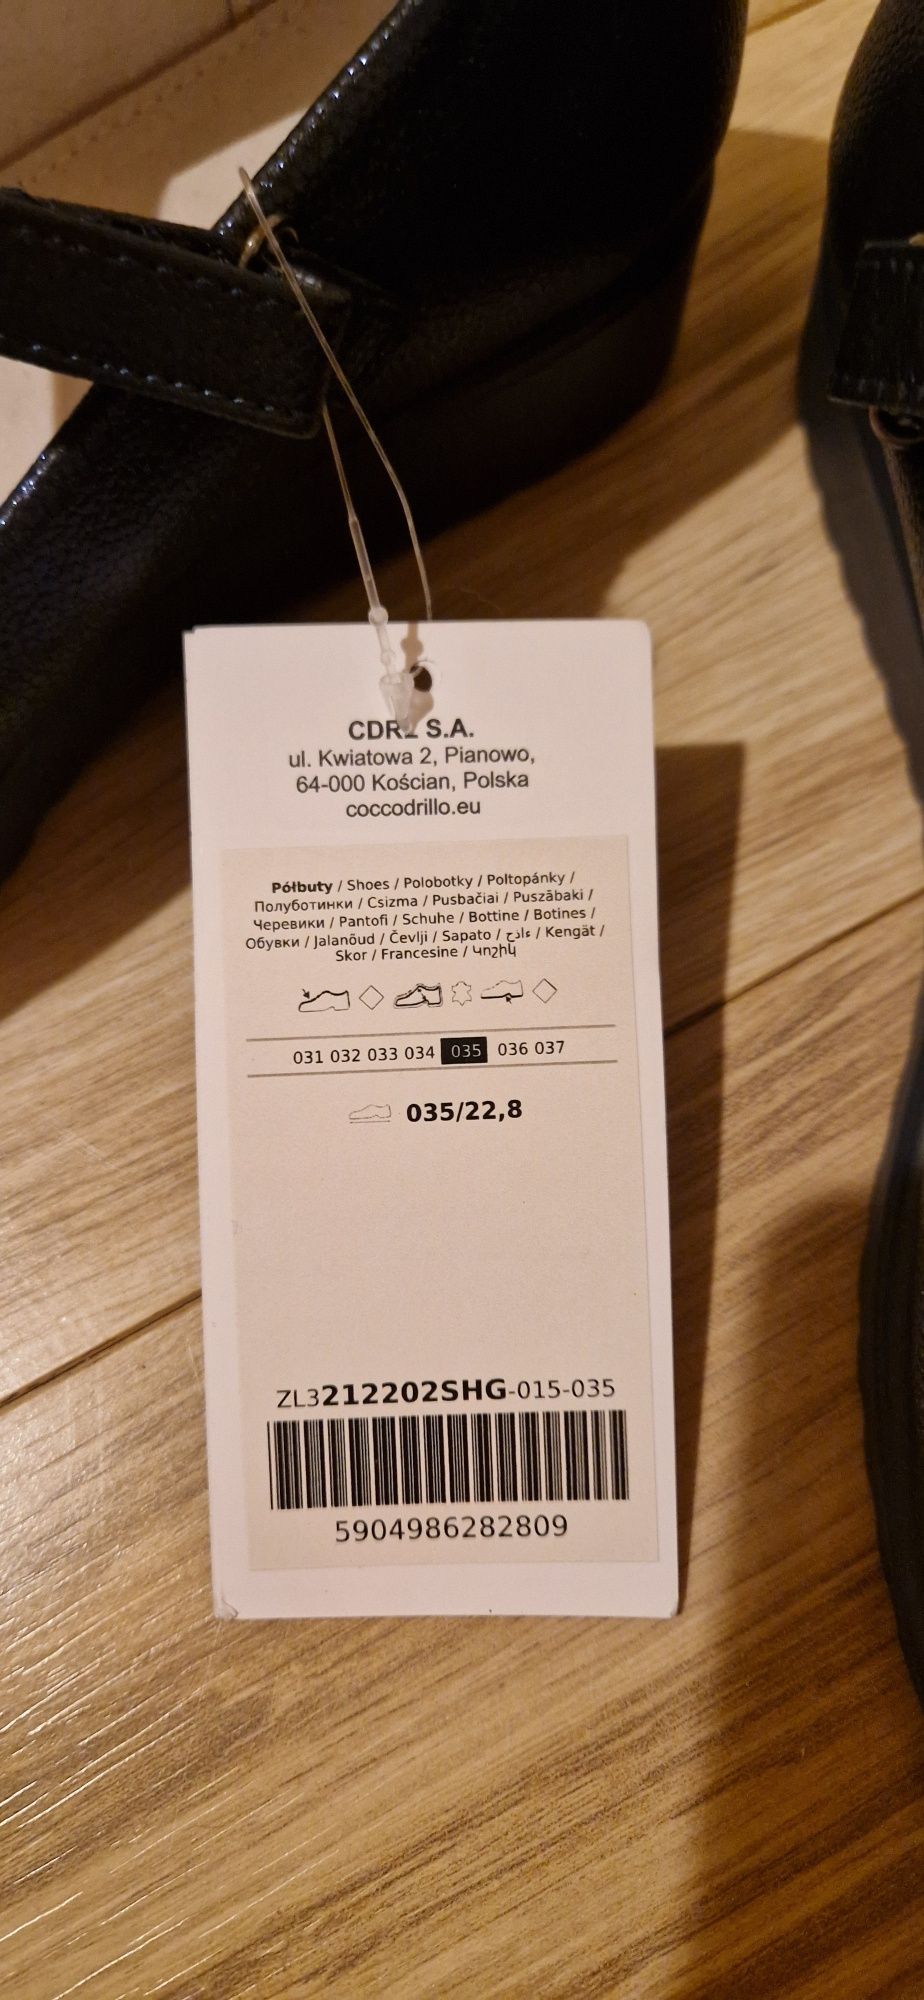 S.A.
ul. Kwiatowa 2, Pianowo,
64-000 Kościan, Polska
coccodrillo.eu
Półbuty / Shoes / Polobotky / Poltopánky /
Полуботинки / Csizma / Pusbačiai / Puszābaki /
Черевики / Pantofi / Schuhe / Bottine / Botines /
Обувки / Jalanõud / Čevlji / Sapato / / Kengät /
Skor / Francesine / Կոշիկ
031 032 033 034 035 036 037
035/22,8
ZL3212202SHG-015-035
5904986282809